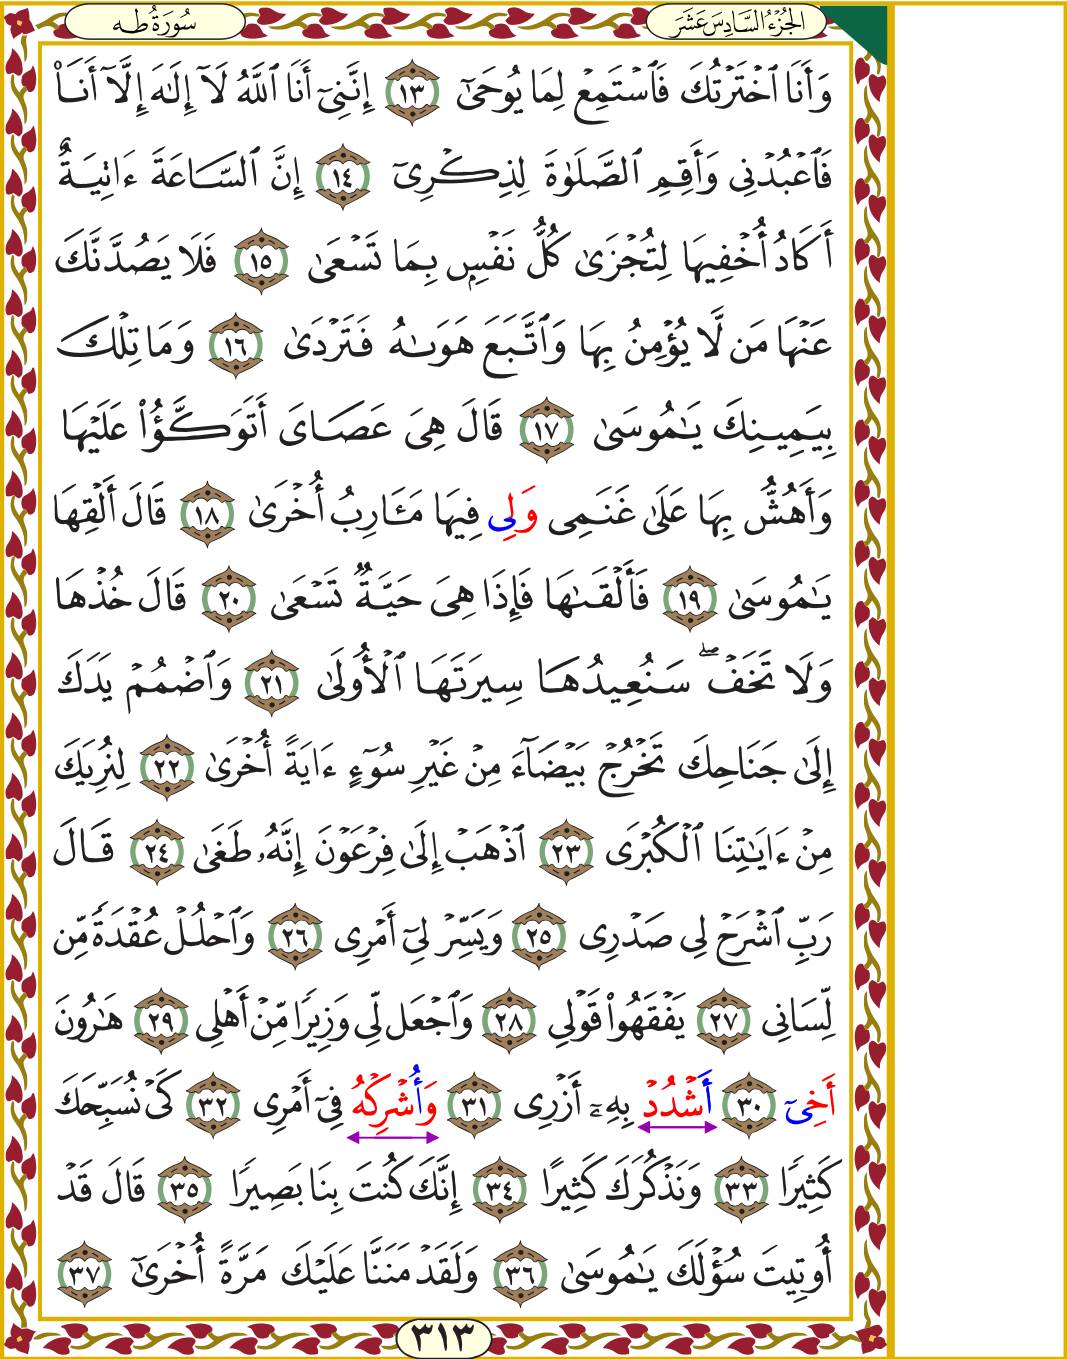 الجُزْءُ السَّادِسَ عَشَرَ
سُورَةُ طه
وَأَنَا ٱخْتَرْتُكَ فَٱسْتَمِعْ لِمَا يُوحَىٰٓ ١٣ إِنَّنِىٓ أَنَا ٱللَّهُ لَآ إِلَٰهَ إِلَّآ أَنَا۠
فَٱعْبُدْنِى وَأَقِمِ ٱلصَّلَوٰةَ لِذِكْرِىٓ ١٤ إِنَّ ٱلسَّاعَةَ ءَاتِيَةٌ
أَكَادُ أُخْفِيهَا لِتُجْزَىٰ كُلُّ نَفْسٍۭ بِمَا تَسْعَىٰ ١٥ فَلَا يَصُدَّنَّكَ
عَنْهَا مَن لَّا يُؤْمِنُ بِهَا وَٱتَّبَعَ هَوَىٰهُ فَتَرْدَىٰ ١٦ وَمَا تِلْكَ
بِيَمِينِكَ يَٰمُوسَىٰ ١٧ قَالَ هِىَ عَصَاىَ أَتَوَكَّؤُا۟ عَلَيْهَا
وَأَهُشُّ بِهَا عَلَىٰ غَنَمِى وَلِى فِيهَا مَـَٔارِبُ أُخْرَىٰ ١٨ قَالَ أَلْقِهَا
يَٰمُوسَىٰ ١٩ فَأَلْقَىٰهَا فَإِذَا هِىَ حَيَّةٌ تَسْعَىٰ ٢٠ قَالَ خُذْهَا
وَلَا تَخَفْ ۖ سَنُعِيدُهَا سِيرَتَهَا ٱلْأُولَىٰ ٢١ وَٱضْمُمْ يَدَكَ
إِلَىٰ جَنَاحِكَ تَخْرُجْ بَيْضَآءَ مِنْ غَيْرِ سُوٓءٍ ءَايَةً أُخْرَىٰ ٢٢ لِنُرِيَكَ
مِنْ ءَايَٰتِنَا ٱلْكُبْرَى ٢٣ ٱذْهَبْ إِلَىٰ فِرْعَوْنَ إِنَّهُۥ طَغَىٰ ٢٤ قَالَ
رَبِّ ٱشْرَحْ لِى صَدْرِى ٢٥ وَيَسِّرْ لِىٓ أَمْرِى ٢٦ وَٱحْلُلْ عُقْدَةً مِّن
لِّسَانِى ٢٧ يَفْقَهُوا۟ قَوْلِى ٢٨ وَٱجْعَل لِّى وَزِيرًا مِّنْ أَهْلِى ٢٩ هَٰرُونَ
أَخِىٓ ٣٠ أَشْدُدْ بِهِۦٓ أَزْرِى ٣١ وَأُشْرِكْهُ فِىٓ أَمْرِى ٣٢ كَىْ نُسَبِّحَكَ
كَثِيرًا ٣٣ وَنَذْكُرَكَ كَثِيرًا ٣٤ إِنَّكَ كُنتَ بِنَا بَصِيرًا ٣٥ قَالَ قَدْ
أُوتِيتَ سُؤْلَكَ يَٰمُوسَىٰ ٣٦ وَلَقَدْ مَنَنَّا عَلَيْكَ مَرَّةً أُخْرَىٰٓ ٣٧
٣١٣